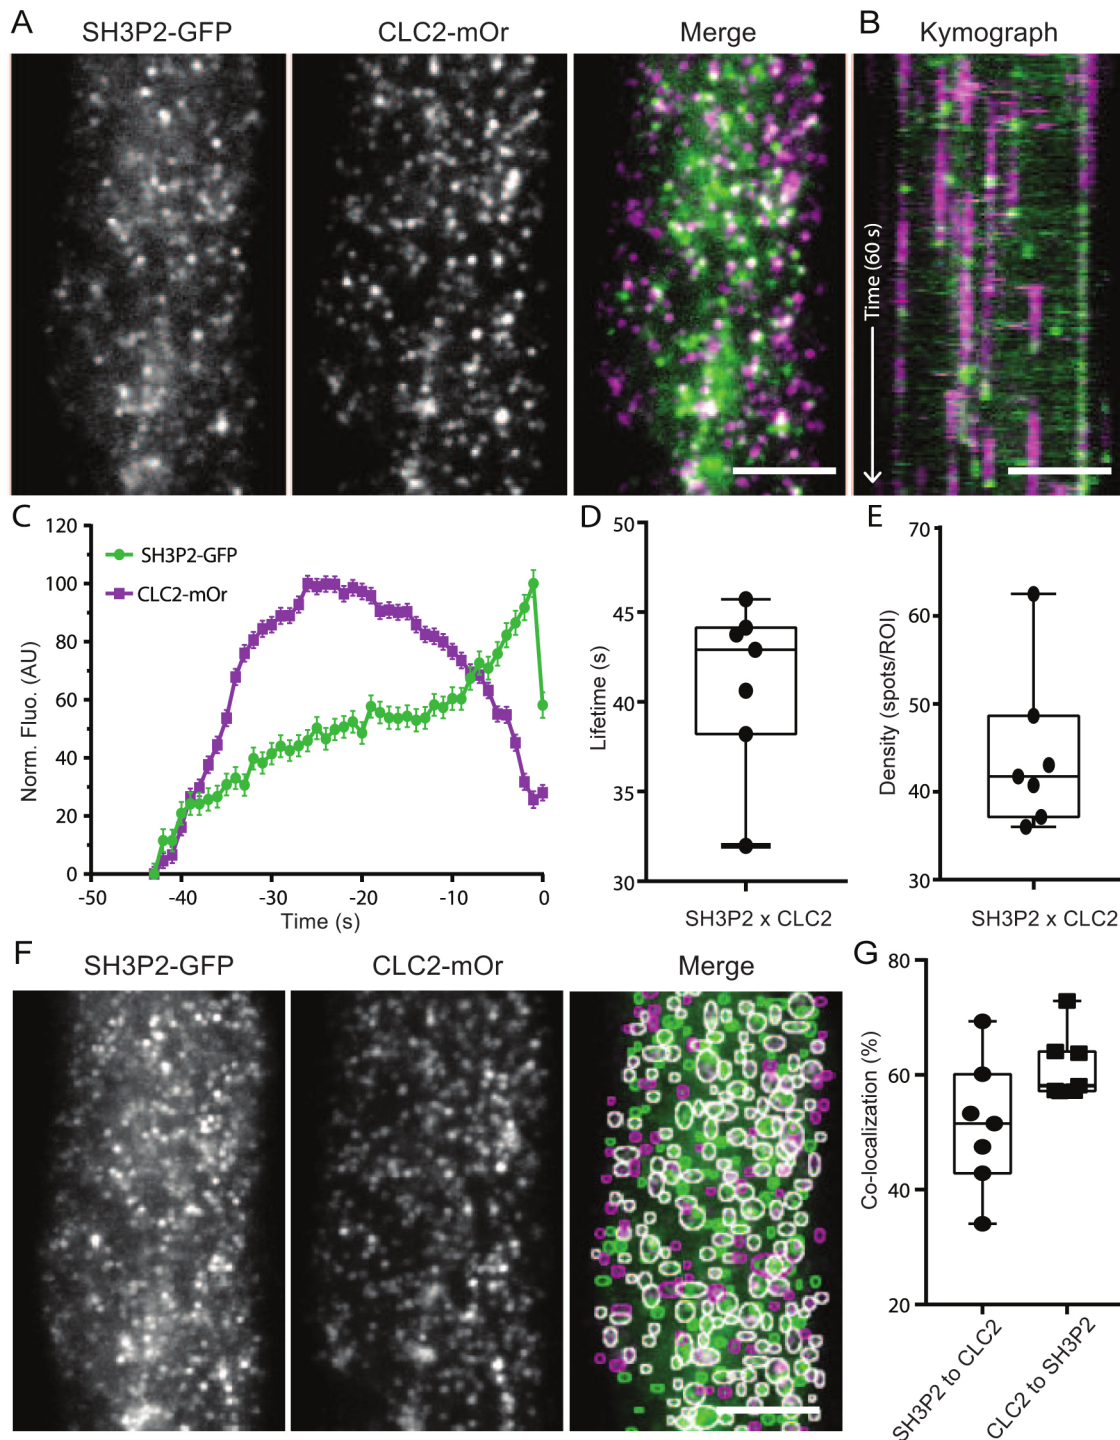 A SH3P2-GFP CLC2-mOr Merge B Kymograph
Time (60 s)
C
120
100
80
60
40
20
0
SH3P2-GFP
CLC2-mOr
Norm. Fluo. (AU)
-50 -40 -30 -20 -10 0
Time (s)
D
50
45
40
35
30
Lifetime (s)
SH3P2 x CLC2
E
70
60
50
40
30
Density (spots/ROI)
SH3P2 x CLC2
F SH3P2-GFP CLC2-mOr Merge
G
80
60
40
20
Co-localization (%)
SH3P2 to CLC2
CLC2 to SH3P2